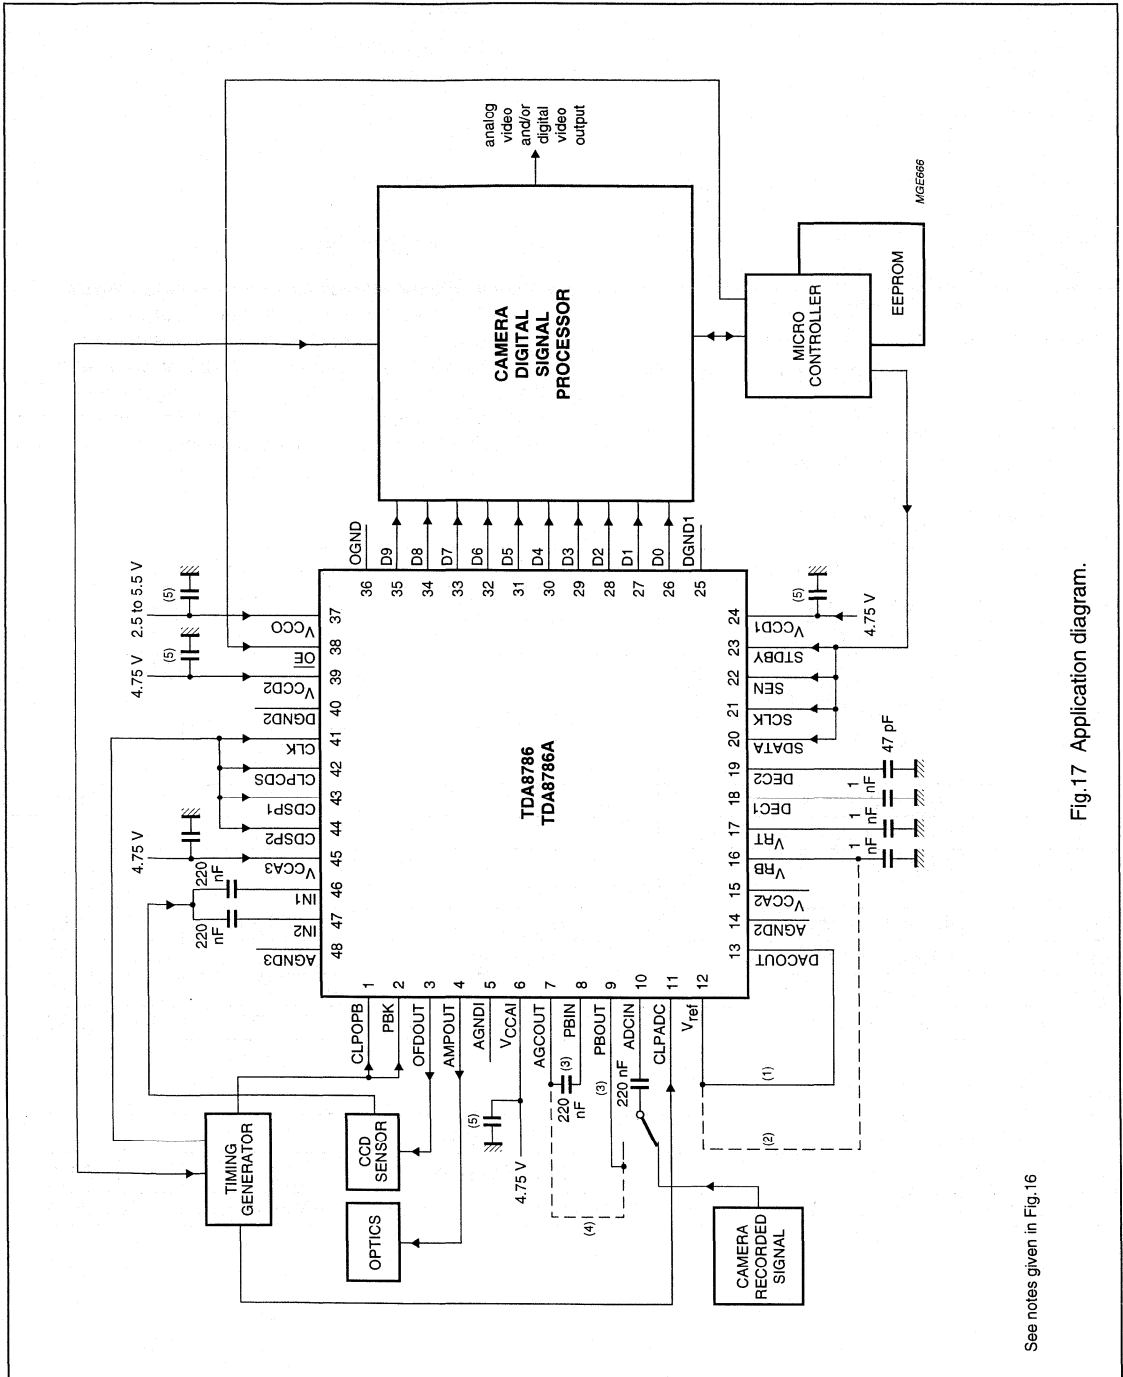 analog
video
and/or
digital
video
output
MGE666
CAMERA
DIGITAL
SIGNAL
PROCESSOR
MICRO
CONTROLLER
EEPROM
OGND
D9
D8
D7
D6
D5
D4
D3
D2
D1
D0
DGND1
36
35
34
33
32
31
30
29
28
27
26
25
2.5 to 5.5 V
(5)
4.75 V
(5)
4.75 V
220
nF
220
nF
37
38
39
40
41
42
43
44
45
46
47
48
VCCO
OE
VCCD2
DGND2
CLK
CLPCDS
CDSP1
CDSP2
VCCA3
IN1
IN2
AGND3
TDA8786
TDA8786A
24
23
22
21
20
19
18
17
16
15
14
13
VCCD1
STDBY
SEN
SCLK
SDATA
DEC2
DEC1
VRT
VRB
VCCA2
AGND2
DACOUT
(5)
4.75 V
47 pF
1
nF
1
nF
1
nF
1
2
3
4
5
6
7
8
9
10
11
12
CLPOPB
PBK
OFDOUT
AMPOUT
AGNDI
VCCAI
AGCOUT
PBIN
PBOUT
ADCIN
CLPADC
Vref
(5)
4.75 V
220
nF
(3)
(3)
220 nF
(1)
(2)
(4)
TIMING
GENERATOR
CCD
SENSOR
OPTICS
CAMERA
RECORDED
SIGNAL
See notes given in Fig.16
Fig.17 Application diagram.